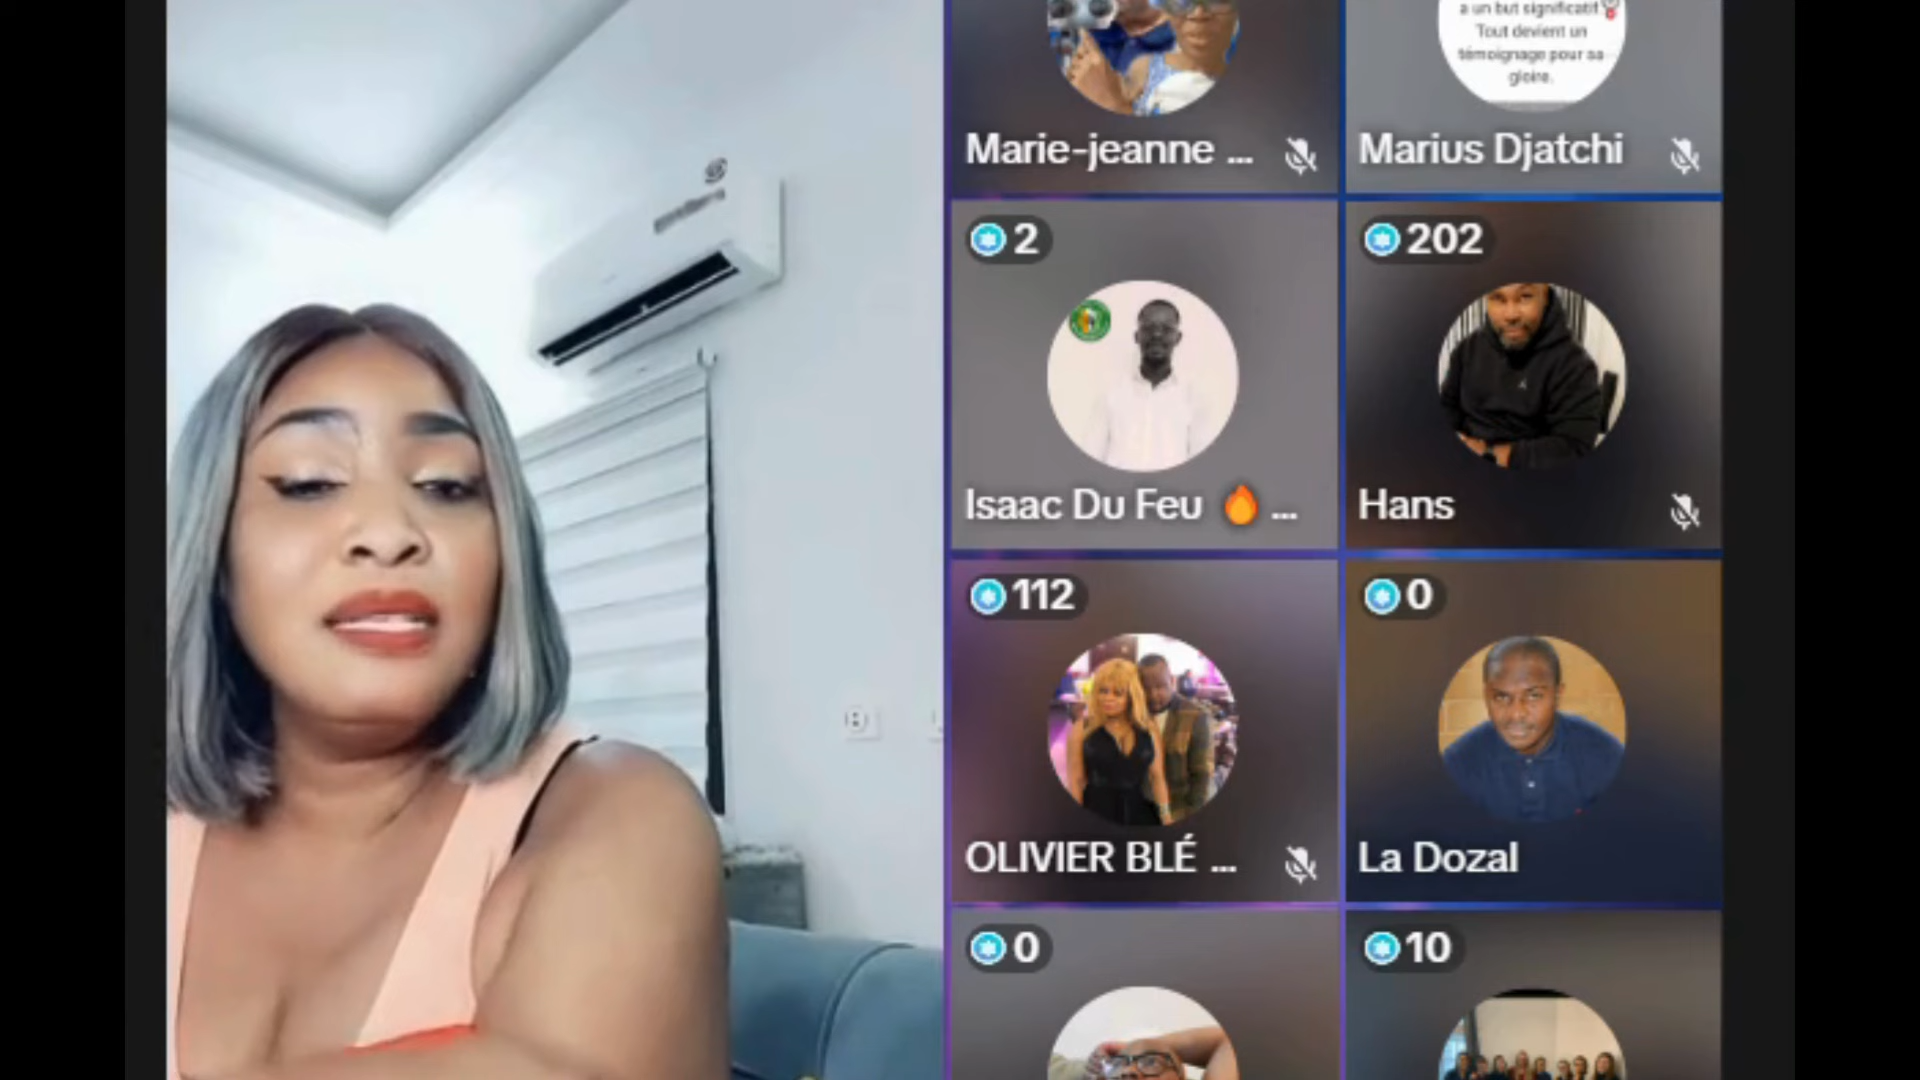 a un but significatif
Tout devient un
témoignage pour sa
gloire.
Marie-jeanne ...
Marius Djatchi
2
202
Isaac Du Feu 🔥 ...
Hans
112
0
OLIVIER BLÉ ...
La Dozal
0
10